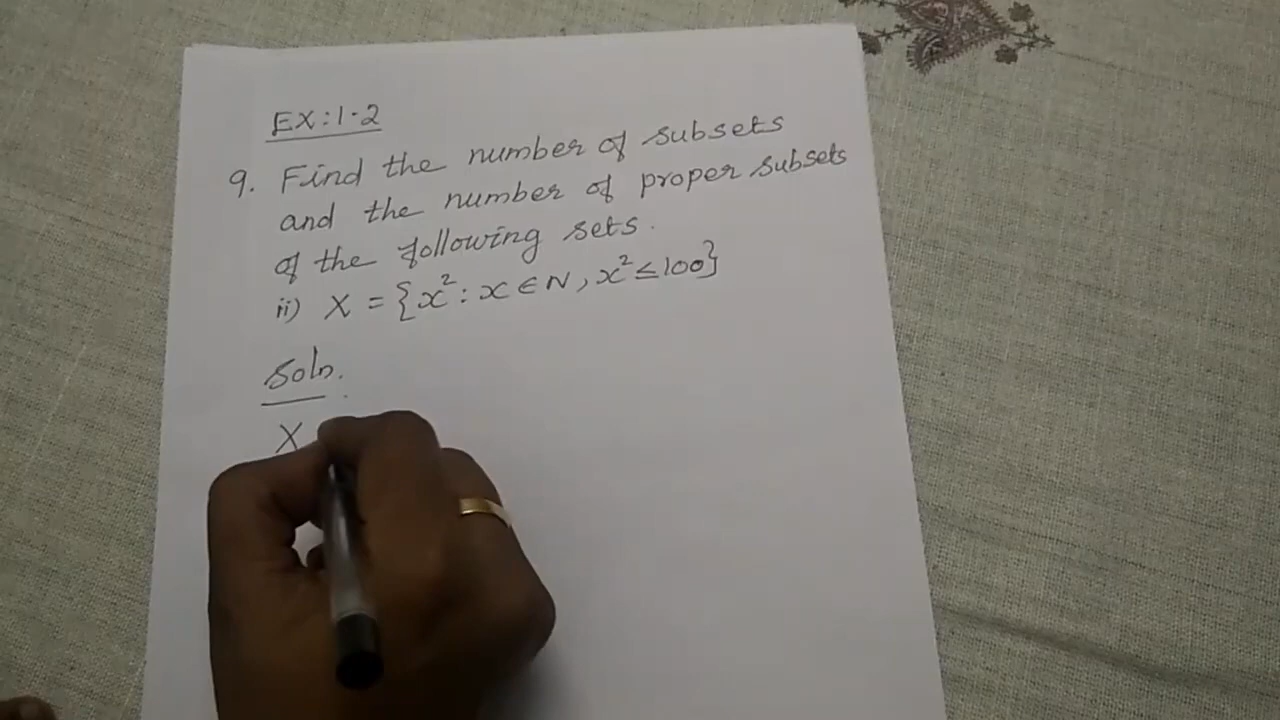 EX:1.2
9. Find the number of subsets
and the number of proper subsets
of the following sets.
ii) X = {x²: x ∈ N, x² ≤ 100}
Soln.
X